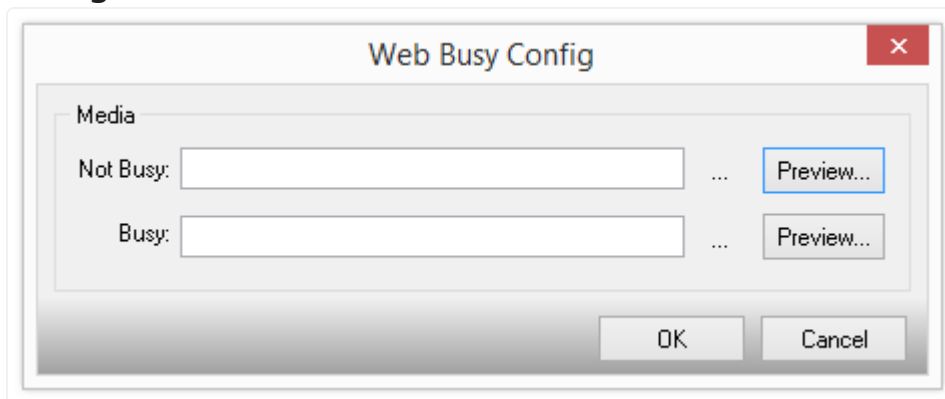 Web Busy Config
Media
Not Busy: ... Preview...
Busy: ... Preview...
OK Cancel